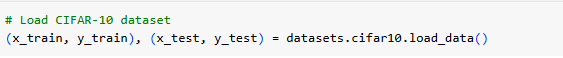 # Load CIFAR-10 dataset
(x_train, y_train), (x_test, y_test) = datasets.cifar10.load_data()